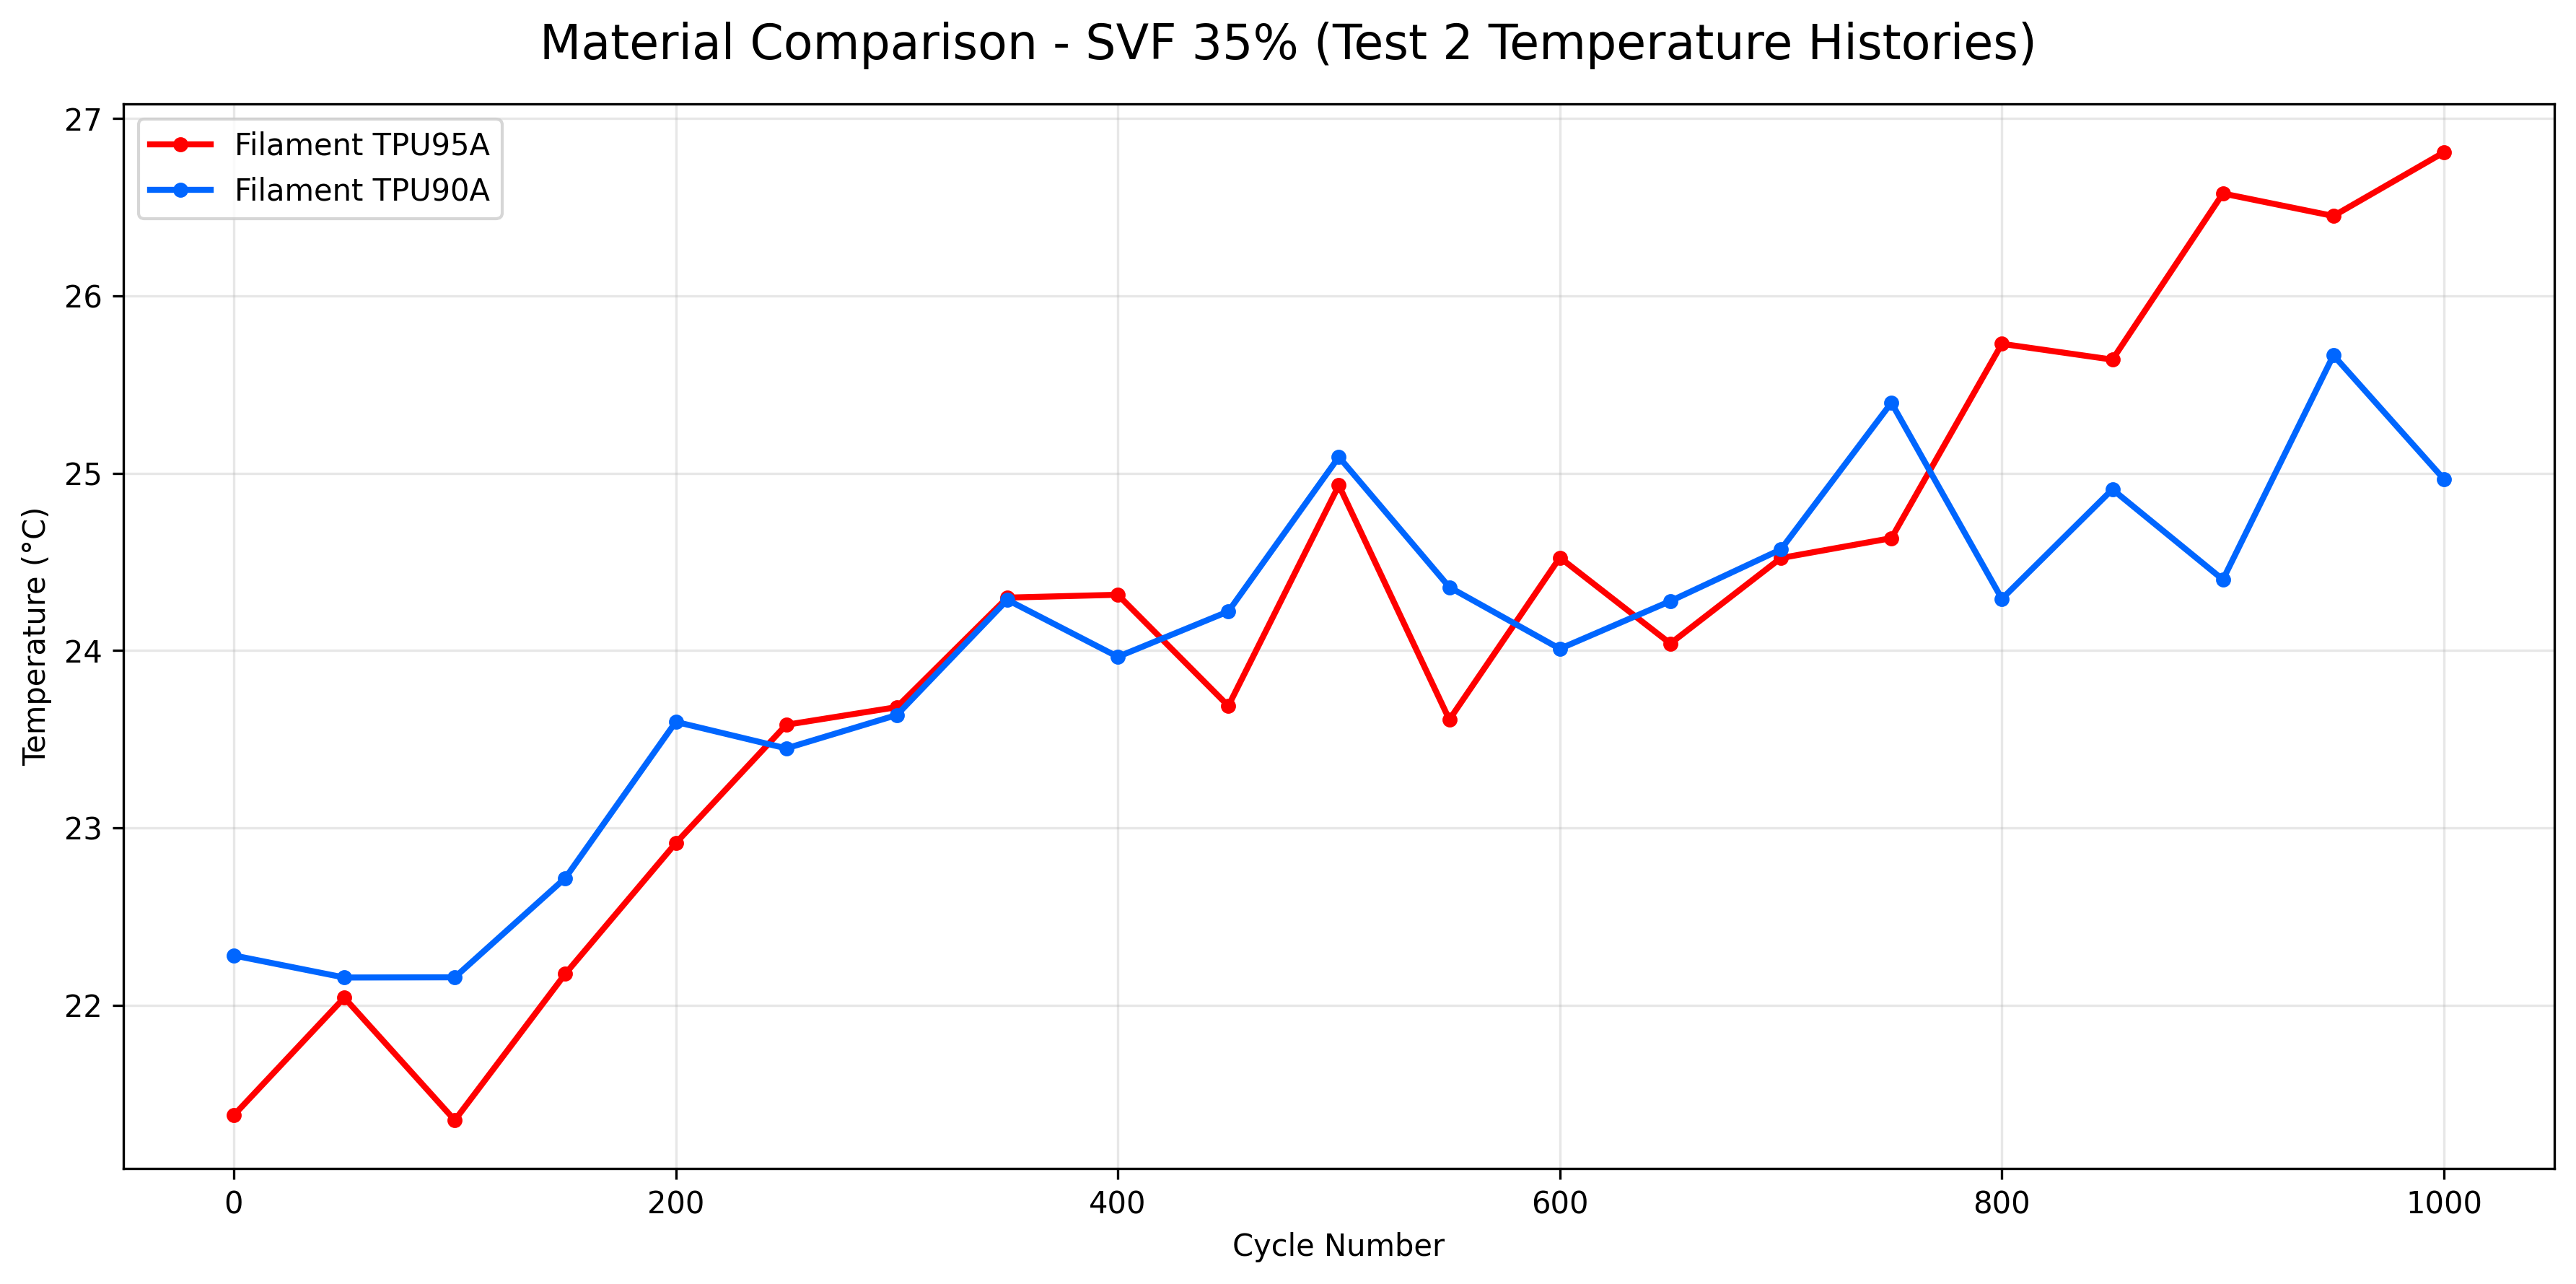 Material Comparison - SVF 35% (Test 2 Temperature Histories)
Filament TPU95A
Filament TPU90A
27
26
25
24
23
22
Temperature (°C)
0 200 400 600 800 1000
Cycle Number